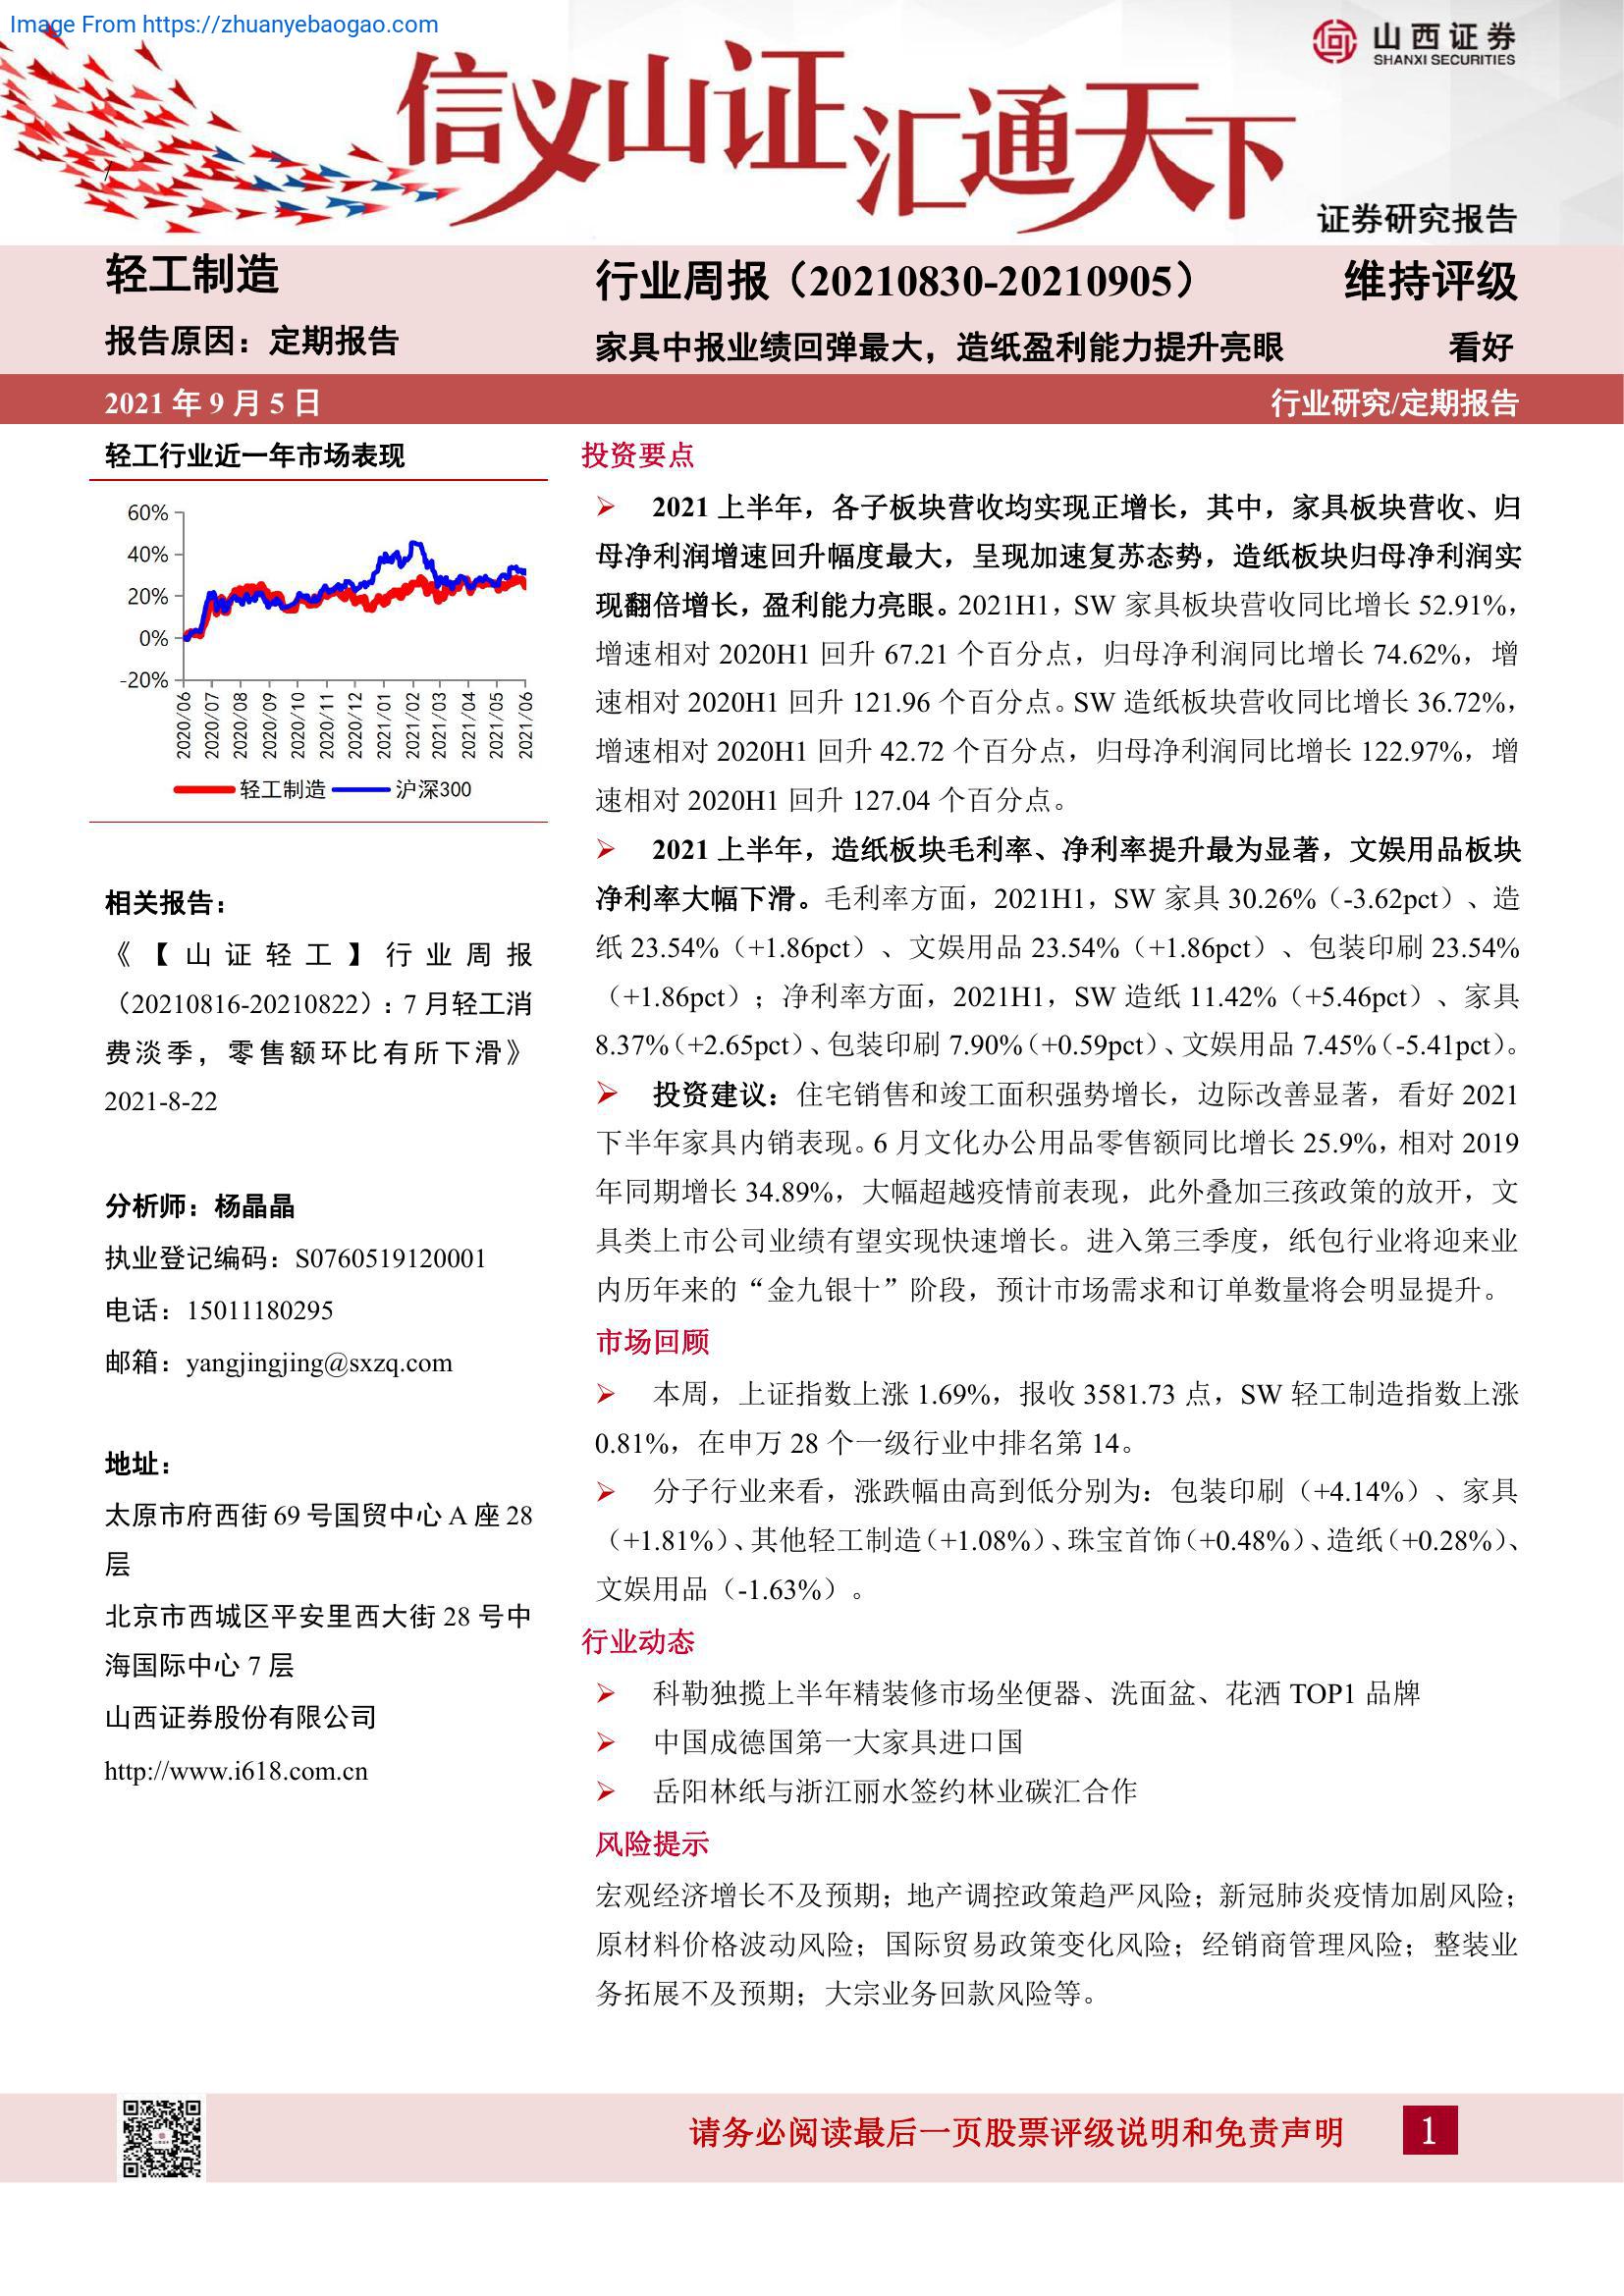 Image From https://zhuanyebaogao.com
山西证券
SHANXI SECURITIES
信义山证汇通天下
证券研究报告
轻工制造
报告原因：定期报告
行业周报（20210830-20210905）
维持评级
家具中报业绩回弹最大，造纸盈利能力提升亮眼
看好
2021 年 9 月 5 日
行业研究/定期报告
轻工行业近一年市场表现
60%
40%
20%
0%
-20%
2020/06
2020/07
2020/08
2020/09
2020/10
2020/11
2020/12
2021/01
2021/02
2021/03
2021/04
2021/05
2021/06
轻工制造
沪深300
相关报告：
《【山证轻工】行业周报
（20210816-20210822）：7 月轻工消
费淡季，零售额环比有所下滑》
2021-8-22
分析师：杨晶晶
执业登记编码：S0760519120001
电话：15011180295
邮箱：yangjingjing@sxzq.com
地址：
太原市府西街 69 号国贸中心 A 座 28
层
北京市西城区平安里西大街 28 号中
海国际中心 7 层
山西证券股份有限公司
http://www.i618.com.cn
投资要点
➢ 2021 上半年，各子板块营收均实现正增长，其中，家具板块营收、归
母净利润增速回升幅度最大，呈现加速复苏态势，造纸板块归母净利润实
现翻倍增长，盈利能力亮眼。2021H1，SW 家具板块营收同比增长 52.91%，
增速相对 2020H1 回升 67.21 个百分点，归母净利润同比增长 74.62%，增
速相对 2020H1 回升 121.96 个百分点。SW 造纸板块营收同比增长 36.72%，
增速相对 2020H1 回升 42.72 个百分点，归母净利润同比增长 122.97%，增
速相对 2020H1 回升 127.04 个百分点。
➢ 2021 上半年，造纸板块毛利率、净利率提升最为显著，文娱用品板块
净利率大幅下滑。毛利率方面，2021H1，SW 家具 30.26%（-3.62pct）、造
纸 23.54%（+1.86pct）、文娱用品 23.54%（+1.86pct）、包装印刷 23.54%
（+1.86pct）；净利率方面，2021H1，SW 造纸 11.42%（+5.46pct）、家具
8.37%（+2.65pct）、包装印刷 7.90%（+0.59pct）、文娱用品 7.45%（-5.41pct）。
➢ 投资建议：住宅销售和竣工面积强势增长，边际改善显著，看好 2021
下半年家具内销表现。6 月文化办公用品零售额同比增长 25.9%，相对 2019
年同期增长 34.89%，大幅超越疫情前表现，此外叠加三孩政策的放开，文
具类上市公司业绩有望实现快速增长。进入第三季度，纸包行业将迎来业
内历年来的“金九银十”阶段，预计市场需求和订单数量将会明显提升。
市场回顾
➢ 本周，上证指数上涨 1.69%，报收 3581.73 点，SW 轻工制造指数上涨
0.81%，在申万 28 个一级行业中排名第 14。
➢ 分子行业来看，涨跌幅由高到低分别为：包装印刷（+4.14%）、家具
（+1.81%）、其他轻工制造（+1.08%）、珠宝首饰（+0.48%）、造纸（+0.28%）、
文娱用品（-1.63%）。
行业动态
➢ 科勒独揽上半年精装修市场坐便器、洗面盆、花洒 TOP1 品牌
➢ 中国成德国第一大家具进口国
➢ 岳阳林纸与浙江丽水签约林业碳汇合作
风险提示
宏观经济增长不及预期；地产调控政策趋严风险；新冠肺炎疫情加剧风险；
原材料价格波动风险；国际贸易政策变化风险；经销商管理风险；整装业
务拓展不及预期；大宗业务回款风险等。
请务必阅读最后一页股票评级说明和免责声明
1